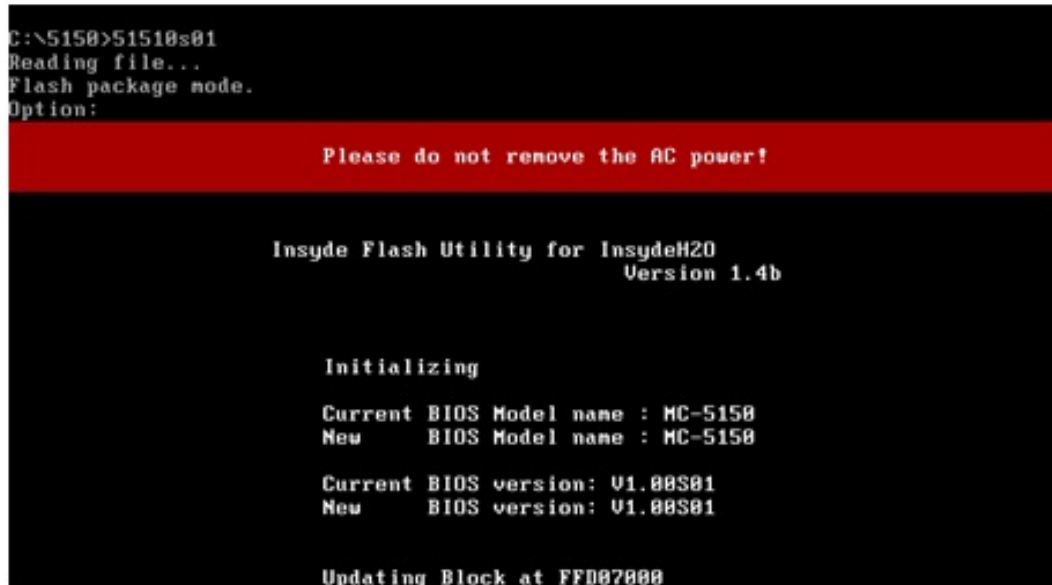 C:\5150>51510s01
Reading file...
Flash package mode.
Option:
Please do not remove the AC power!
Insyde Flash Utility for InsydeH2O
Version 1.4b
Initializing
Current BIOS Model name : MC-5150
New BIOS Model name : MC-5150
Current BIOS version: V1.00S01
New BIOS version: V1.00S01
Updating Block at FFD07000